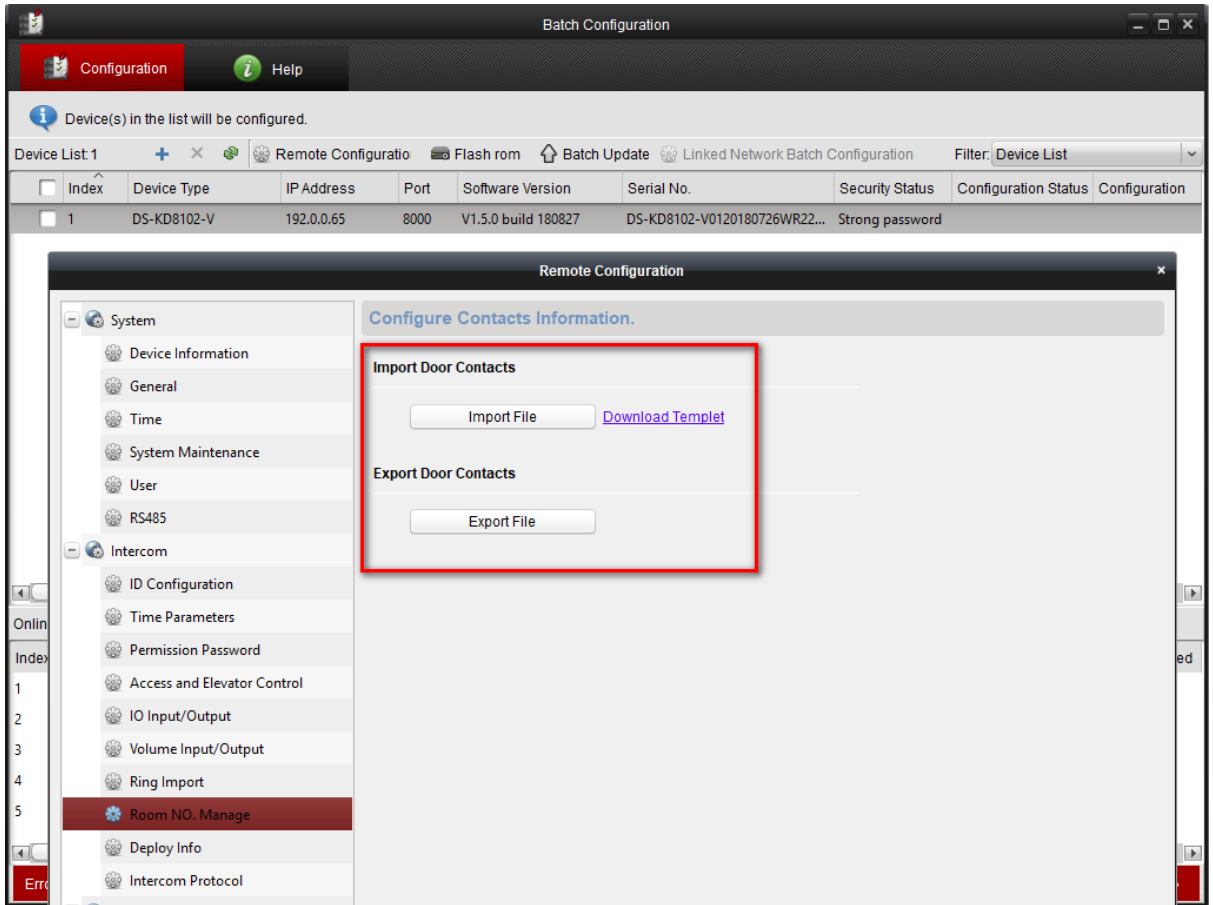 Batch Configuration
Configuration
Help
Device(s) in the list will be configured.
Device List: 1 Remote Configuratio Flash rom Batch Update Linked Network Batch Configuration Filter: Device List
Index Device Type IP Address Port Software Version Serial No. Security Status Configuration Status Configuration
1 DS-KD8102-V 192.0.0.65 8000 V1.5.0 build 180827 DS-KD8102-V0120180726WR22... Strong password
Remote Configuration
System
Device Information
General
Time
System Maintenance
User
RS485
Intercom
ID Configuration
Time Parameters
Permission Password
Access and Elevator Control
IO Input/Output
Volume Input/Output
Ring Import
Room NO. Manage
Deploy Info
Intercom Protocol
Configure Contacts Information.
Import Door Contacts
Import File Download Templet
Export Door Contacts
Export File
Onlin
Index
ed
1
2
3
4
5
Erro